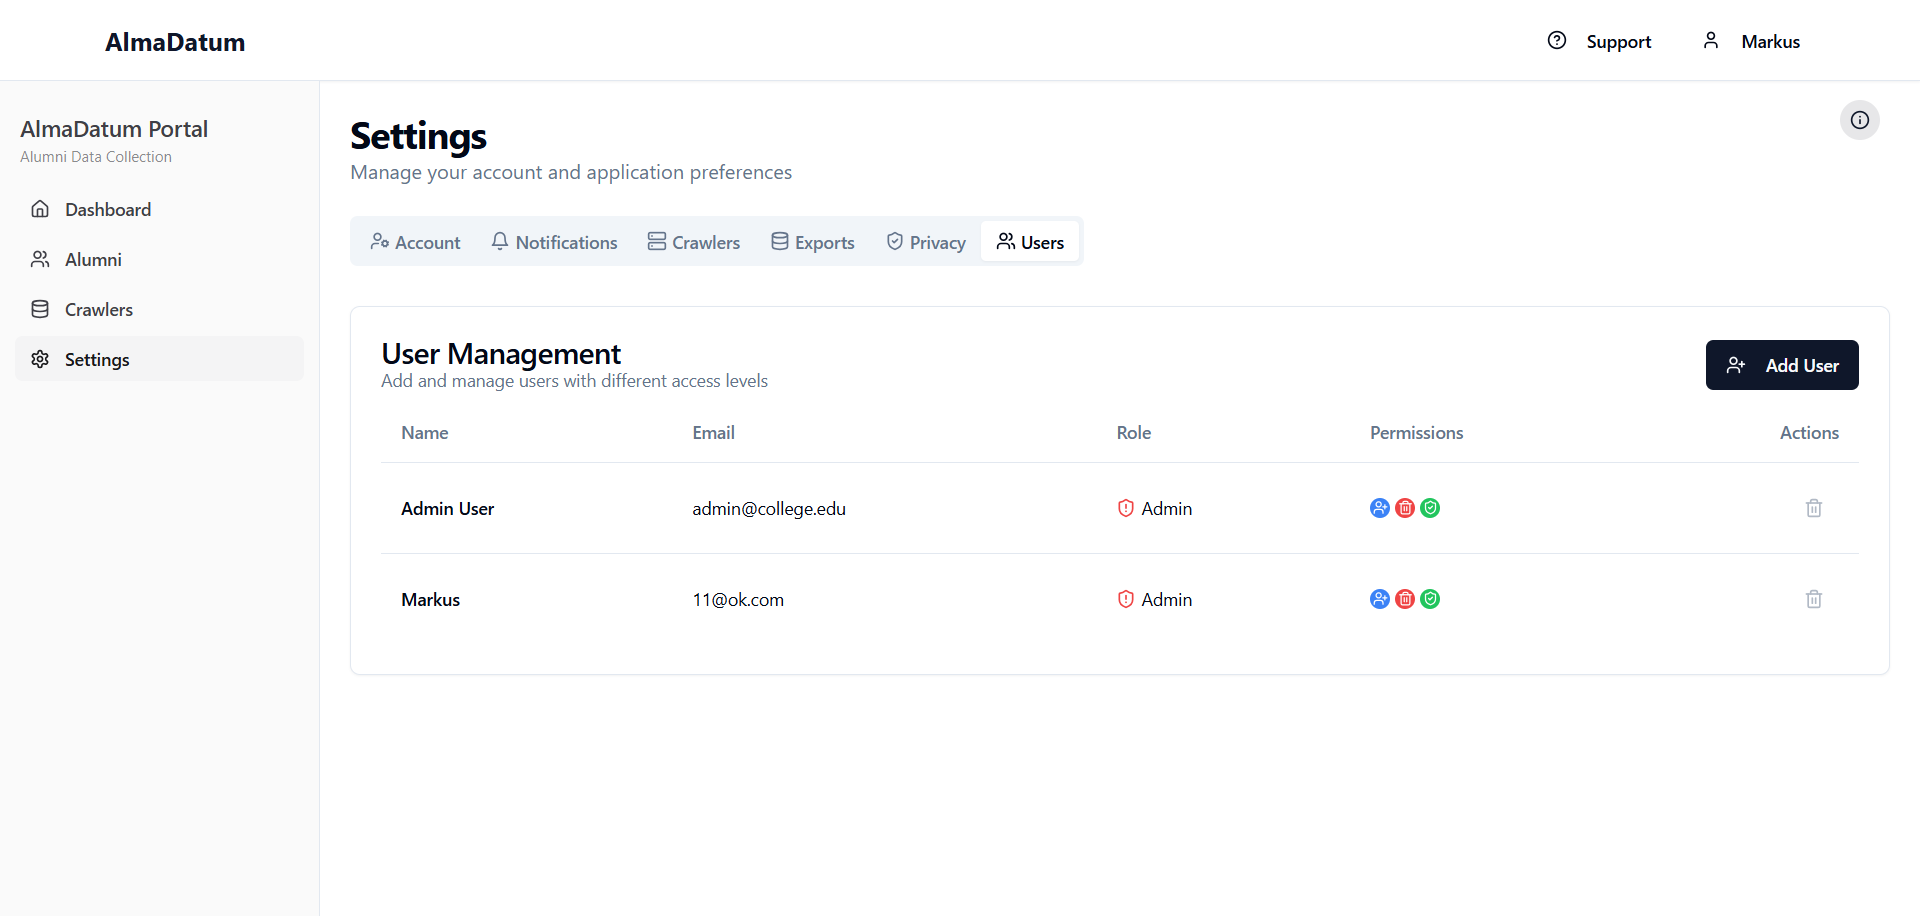 AlmaDatum
Support
Markus
AlmaDatum Portal
Alumni Data Collection
Dashboard
Alumni
Crawlers
Settings
Settings
Manage your account and application preferences
Account Notifications Crawlers Exports Privacy Users
User Management
Add and manage users with different access levels
Add User
Name Email Role Permissions Actions
Admin User admin@college.edu Admin
Markus 11@ok.com Admin